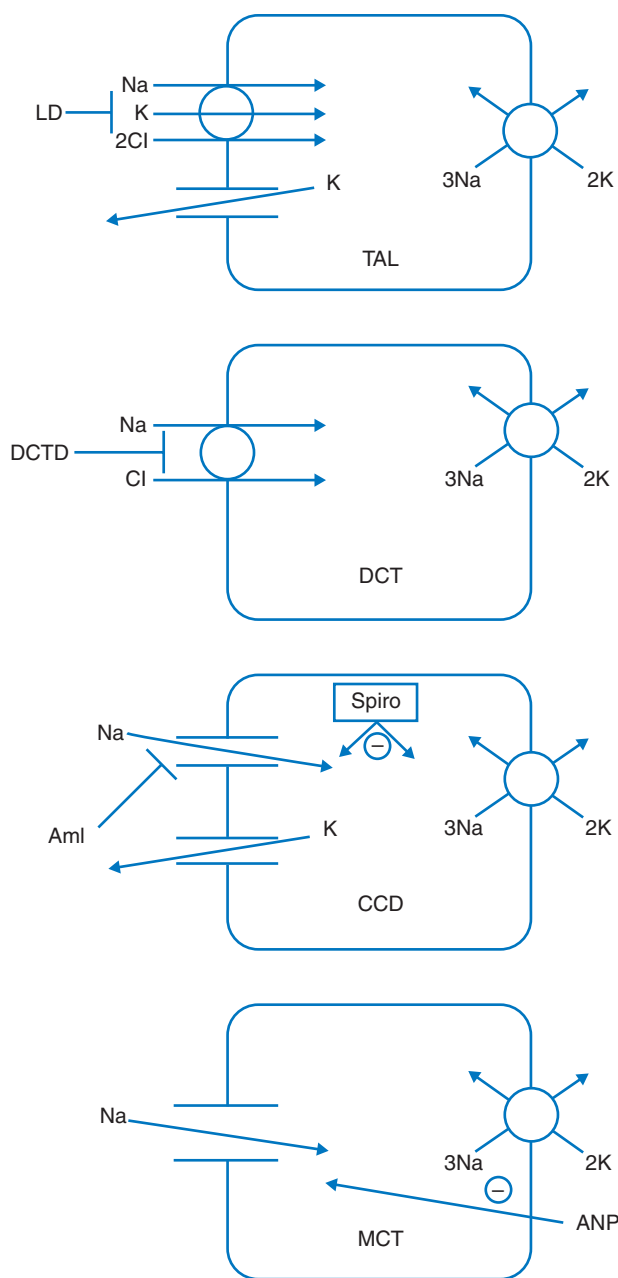 Na
LD
K
2Cl
K
3Na
2K
TAL
Na
DCTD
Cl
3Na
2K
DCT
Spiro
Na
−
Aml
K
3Na
2K
CCD
Na
3Na
2K
−
ANP
MCT